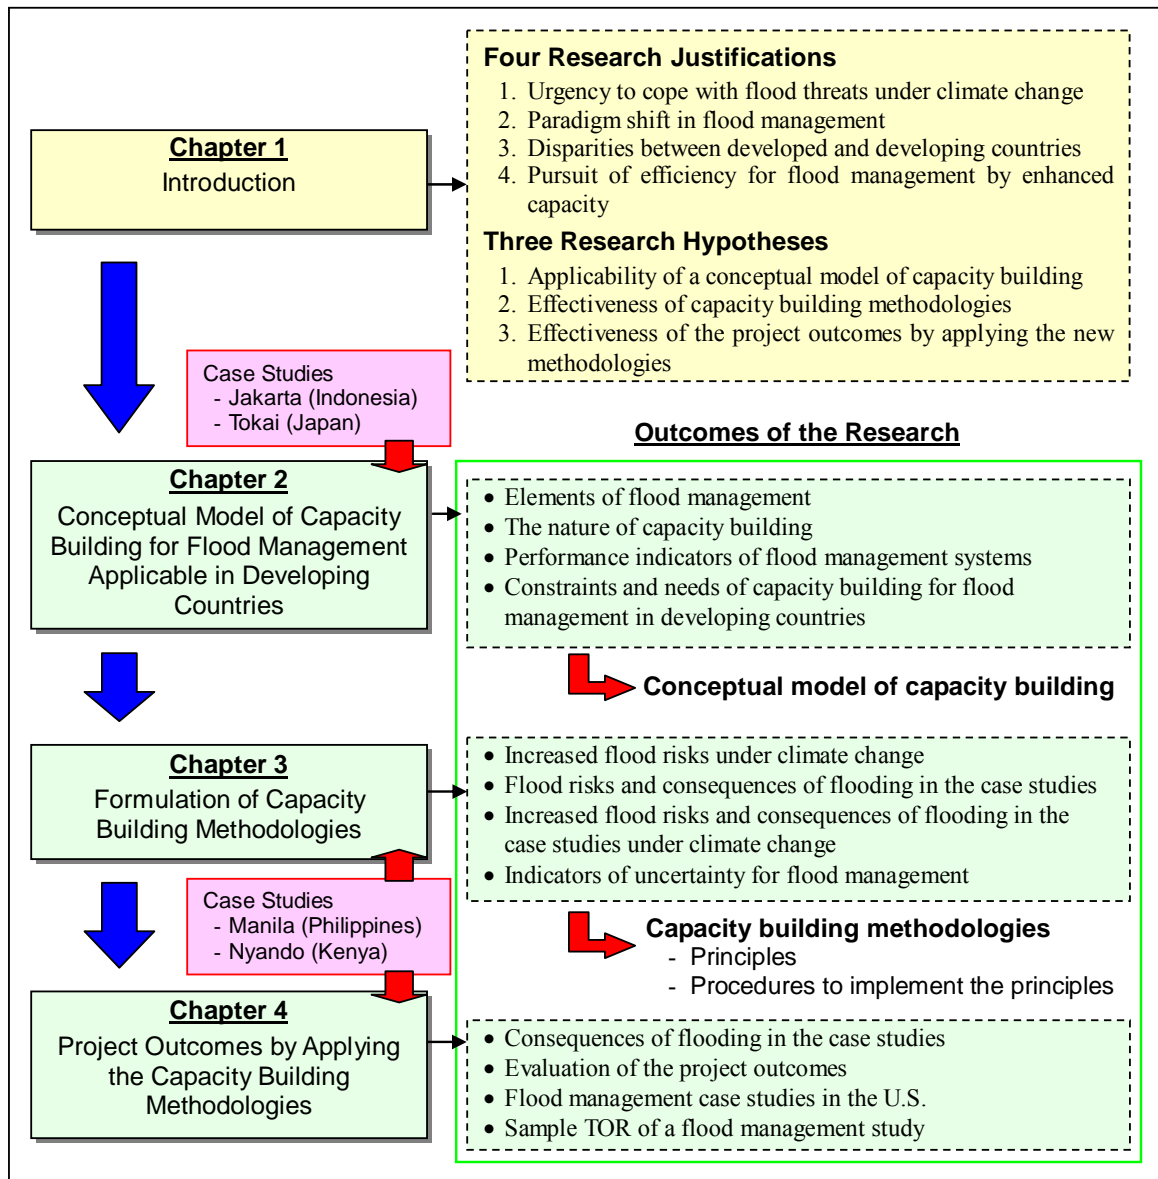 Four Research Justifications
1. Urgency to cope with flood threats under climate change
2. Paradigm shift in flood management
3. Disparities between developed and developing countries
4. Pursuit of efficiency for flood management by enhanced
capacity
Three Research Hypotheses
1. Applicability of a conceptual model of capacity building
2. Effectiveness of capacity building methodologies
3. Effectiveness of the project outcomes by applying the new
methodologies
Chapter 1
Introduction
Case Studies
- Jakarta (Indonesia)
- Tokai (Japan)
Outcomes of the Research
Chapter 2
Conceptual Model of Capacity
Building for Flood Management
Applicable in Developing
Countries
• Elements of flood management
• The nature of capacity building
• Performance indicators of flood management systems
• Constraints and needs of capacity building for flood
management in developing countries
Conceptual model of capacity building
Chapter 3
Formulation of Capacity
Building Methodologies
• Increased flood risks under climate change
• Flood risks and consequences of flooding in the case studies
• Increased flood risks and consequences of flooding in the
case studies under climate change
• Indicators of uncertainty for flood management
Case Studies
- Manila (Philippines)
- Nyando (Kenya)
Capacity building methodologies
- Principles
- Procedures to implement the principles
Chapter 4
Project Outcomes by Applying
the Capacity Building
Methodologies
• Consequences of flooding in the case studies
• Evaluation of the project outcomes
• Flood management case studies in the U.S.
• Sample TOR of a flood management study